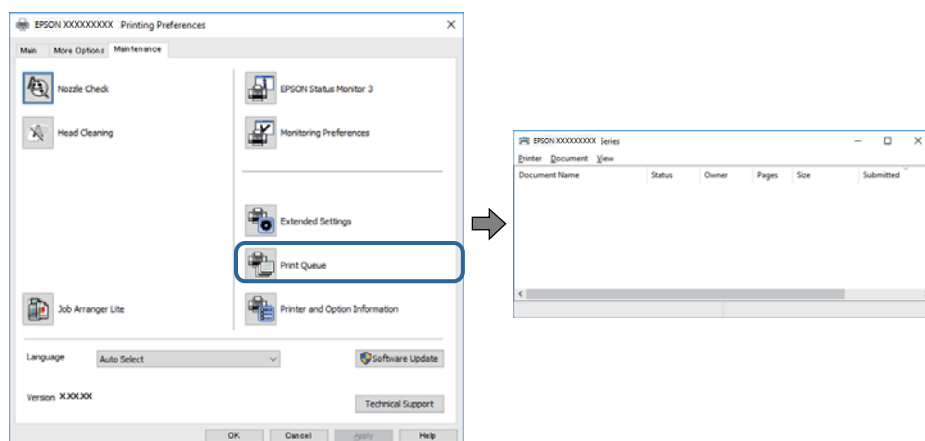 EPSON XXXXXXXXX Printing Preferences
Main More Options Maintenance
Nozzle Check
EPSON Status Monitor 3
Head Cleaning
Monitoring Preferences
Extended Settings
Print Queue
Job Arranger Lite
Printer and Option Information
Language Auto Select
Software Update
Version X.XX.XX
Technical Support
OK Cancel Apply Help
EPSON XXXXXXXXX Series
Printer Document View
Document Name Status Owner Pages Size Submitted